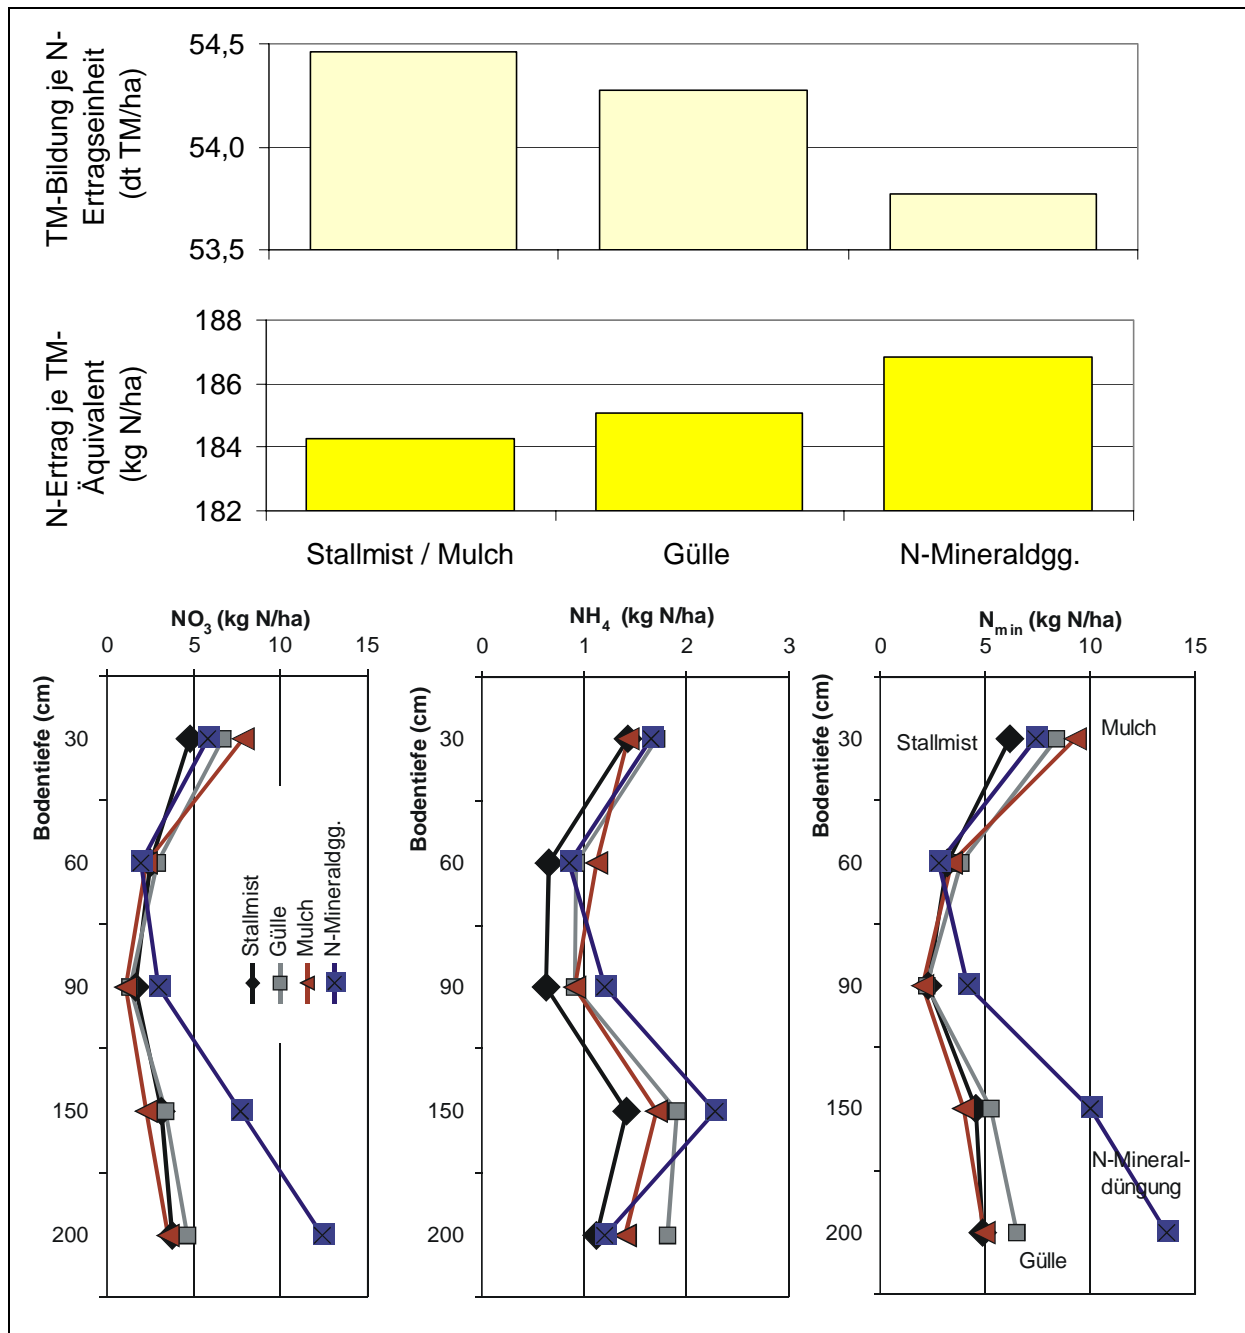 TM-Bildung je N-
Ertragseinheit
(dt TM/ha)
54,5
54,0
53,5
N-Ertrag je TM-
Äquivalent
(kg N/ha)
188
186
184
182
Stallmist / Mulch
Gülle
N-Mineraldgg.
NO3 (kg N/ha)
0 5 10 15
Bodentiefe (cm)
30
60
90
150
200
Stallmist
Gülle
Mulch
N-Mineraldgg.
NH4 (kg N/ha)
0 1 2 3
Bodentiefe (cm)
30
60
90
150
200
Nmin (kg N/ha)
0 5 10 15
Bodentiefe (cm)
30
60
90
150
200
Stallmist
Mulch
N-Mineral-
düngung
Gülle